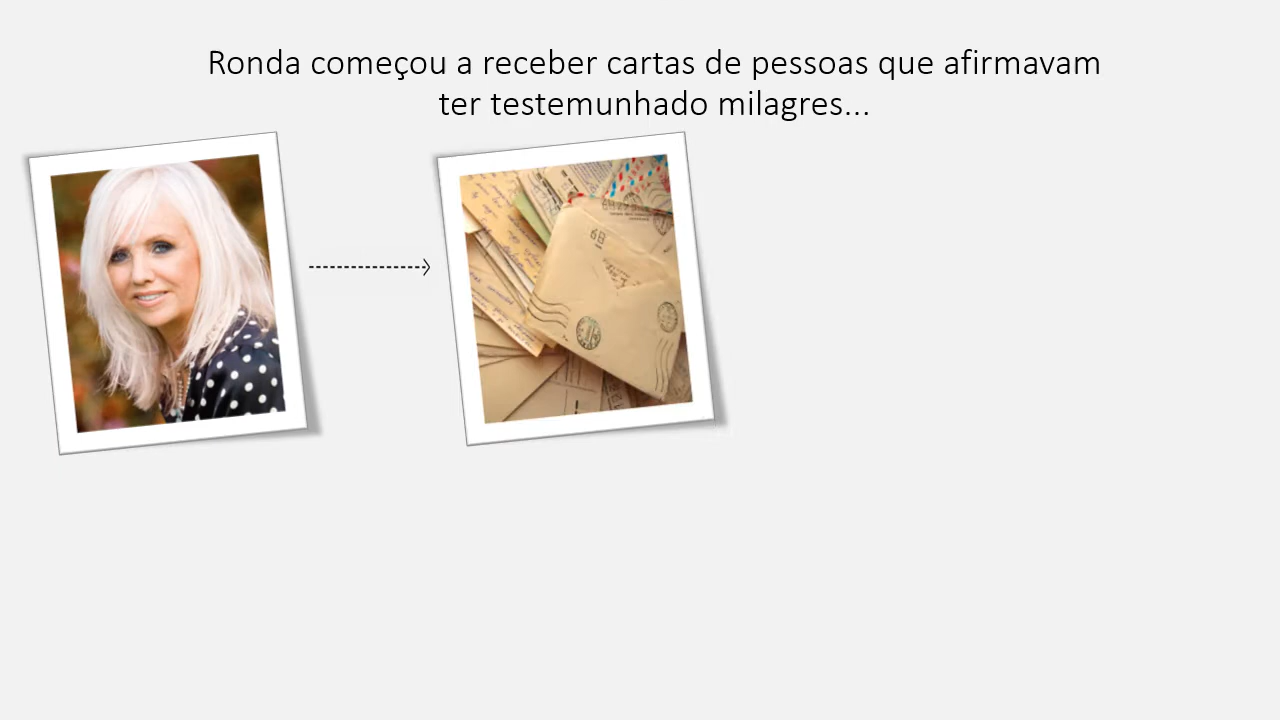 Ronda começou a receber cartas de pessoas que afirmavam
ter testemunhado milagres...